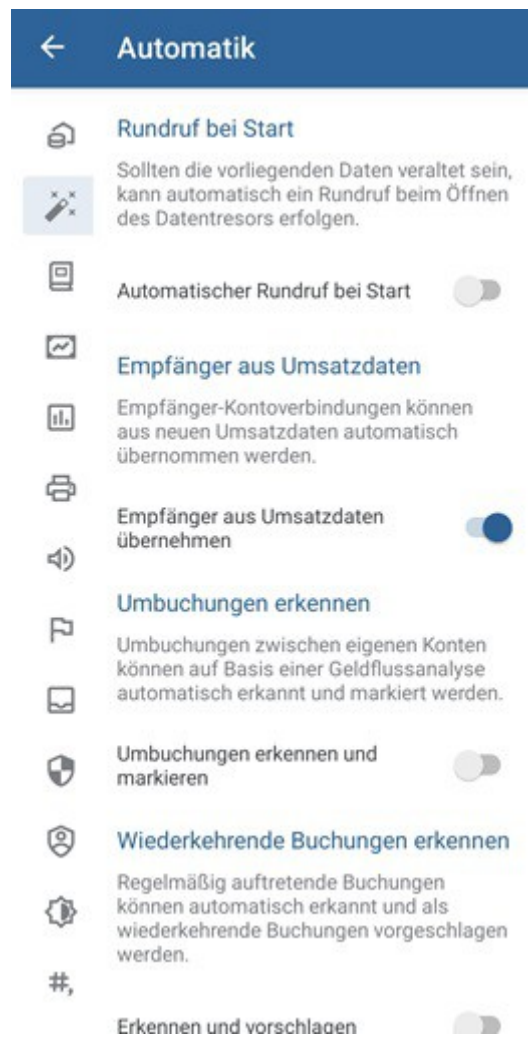 Automatik
Rundruf bei Start
Sollten die vorliegenden Daten veraltet sein,
kann automatisch ein Rundruf beim Öffnen
des Datentresors erfolgen.
Automatischer Rundruf bei Start
Empfänger aus Umsatzdaten
Empfänger-Kontoverbindungen können
aus neuen Umsatzdaten automatisch
übernommen werden.
Empfänger aus Umsatzdaten
übernehmen
Umbuchungen erkennen
Umbuchungen zwischen eigenen Konten
können auf Basis einer Geldflussanalyse
automatisch erkannt und markiert werden.
Umbuchungen erkennen und
markieren
Wiederkehrende Buchungen erkennen
Regelmäßig auftretende Buchungen
können automatisch erkannt und als
wiederkehrende Buchungen vorgeschlagen
werden.
#,
Erkennen und vorschlagen